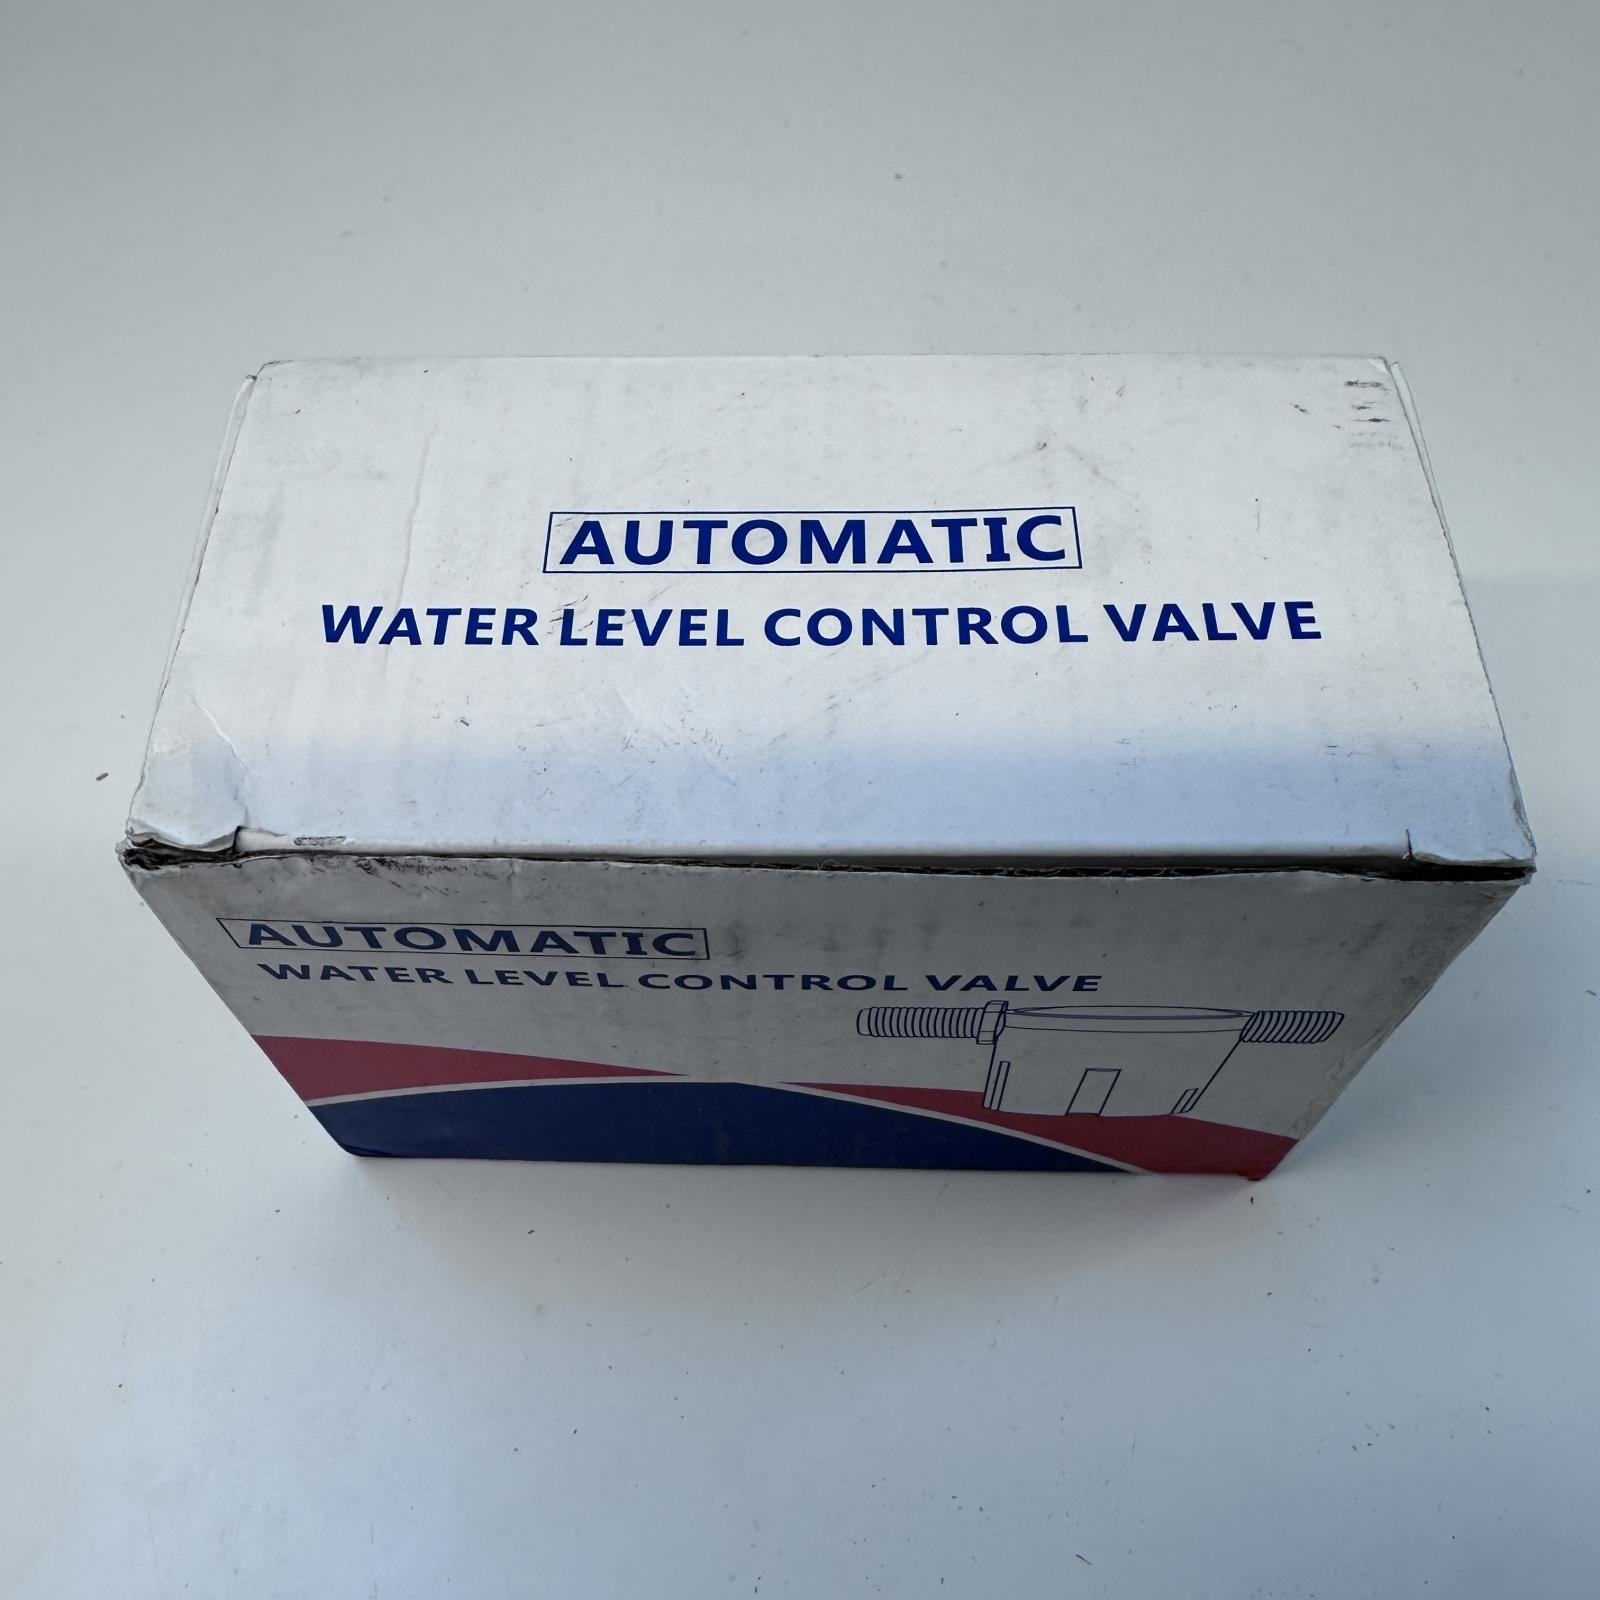 AUTOMATIC
WATER LEVEL CONTROL VALVE
AUTOMATIC
WATER LEVEL CONTROL VALVE